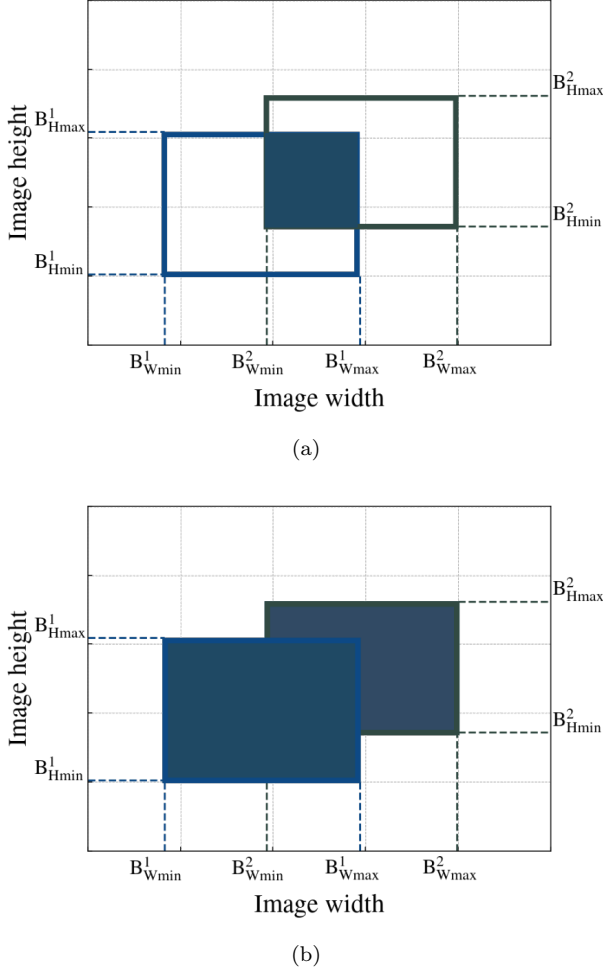 Image height
B¹Hmax
B¹Hmin
B²Hmax
B²Hmin
B¹Wmin B²Wmin B¹Wmax B²Wmax
Image width
(a)
Image height
B¹Hmax
B¹Hmin
B²Hmax
B²Hmin
B¹Wmin B²Wmin B¹Wmax B²Wmax
Image width
(b)